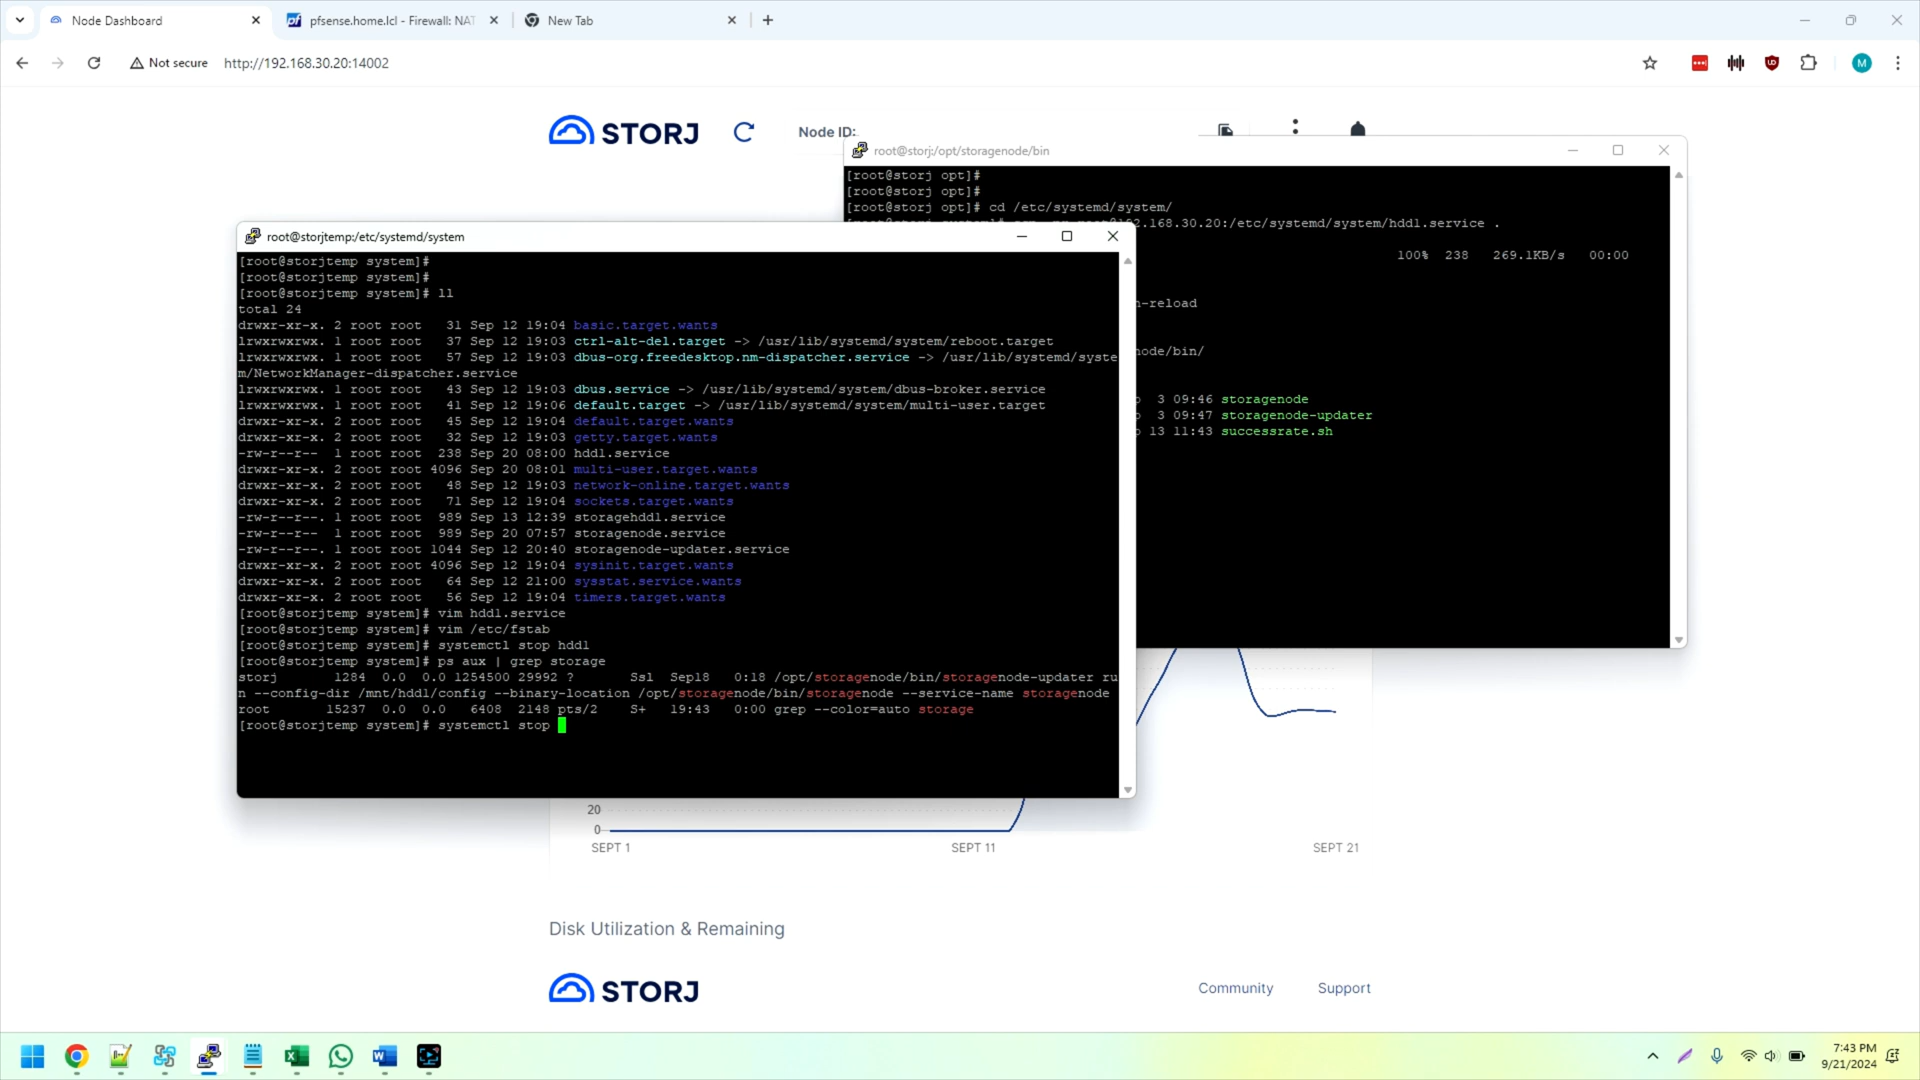 Node Dashboard
pfsense.home.lcl - Firewall: NAT
New Tab
Not secure
http://192.168.30.20:14002
M
STORJ
Node ID:
root@storj:/opt/storagenode/bin
[root@storj opt]#
[root@storj opt]#
[root@storj opt]# cd /etc/systemd/system/
92.168.30.20:/etc/systemd/system/hdd1.service .
100% 238 269.1KB/s 00:00
n-reload
node/bin/
3 09:46 storagenode
3 09:47 storagenode-updater
13 11:43 successrate.sh
root@storjtemp:/etc/systemd/system
[root@storjtemp system]#
[root@storjtemp system]#
[root@storjtemp system]# ll
total 24
drwxr-xr-x. 2 root root 31 Sep 12 19:04 basic.target.wants
lrwxrwxrwx. 1 root root 37 Sep 12 19:03 ctrl-alt-del.target -> /usr/lib/systemd/system/reboot.target
lrwxrwxrwx. 1 root root 57 Sep 12 19:03 dbus-org.freedesktop.nm-dispatcher.service -> /usr/lib/systemd/syste
m/NetworkManager-dispatcher.service
lrwxrwxrwx. 1 root root 43 Sep 12 19:03 dbus.service -> /usr/lib/systemd/system/dbus-broker.service
lrwxrwxrwx. 1 root root 41 Sep 12 19:06 default.target -> /usr/lib/systemd/system/multi-user.target
drwxr-xr-x. 2 root root 45 Sep 12 19:04 default.target.wants
drwxr-xr-x. 2 root root 32 Sep 12 19:03 getty.target.wants
-rw-r--r-- 1 root root 238 Sep 20 08:00 hdd1.service
drwxr-xr-x. 2 root root 4096 Sep 20 08:01 multi-user.target.wants
drwxr-xr-x. 2 root root 48 Sep 12 19:03 network-online.target.wants
drwxr-xr-x. 2 root root 71 Sep 12 19:04 sockets.target.wants
-rw-r--r--. 1 root root 989 Sep 13 12:39 storagehdd1.service
-rw-r--r-- 1 root root 989 Sep 20 07:57 storagenode.service
-rw-r--r--. 1 root root 1044 Sep 12 20:40 storagenode-updater.service
drwxr-xr-x. 2 root root 4096 Sep 12 19:04 sysinit.target.wants
drwxr-xr-x. 2 root root 64 Sep 12 21:00 sysstat.service.wants
drwxr-xr-x. 2 root root 56 Sep 12 19:04 timers.target.wants
[root@storjtemp system]# vim hdd1.service
[root@storjtemp system]# vim /etc/fstab
[root@storjtemp system]# systemctl stop hdd1
[root@storjtemp system]# ps aux | grep storage
storj 1284 0.0 0.0 1254500 29992 ? Ssl Sep18 0:18 /opt/storagenode/bin/storagenode-updater ru
n --config-dir /mnt/hdd1/config --binary-location /opt/storagenode/bin/storagenode --service-name storagenode
root 15237 0.0 0.0 6408 2148 pts/2 S+ 19:43 0:00 grep --color=auto storage
[root@storjtemp system]# systemctl stop
20
0
SEPT 1
SEPT 11
SEPT 21
Disk Utilization & Remaining
STORJ
Community
Support
7:43 PM
9/21/2024